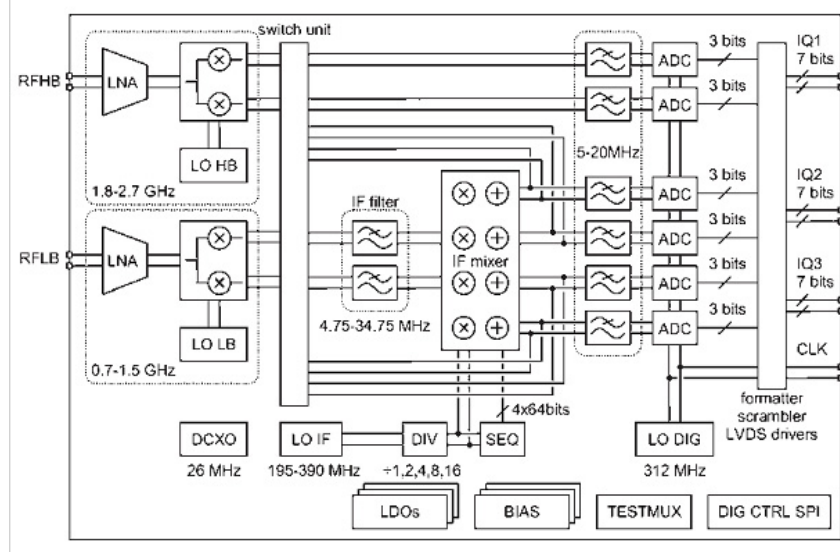 switch unit
RFHB
LNA
LO HB
1.8-2.7 GHz
ADC
3 bits
IQ1
7 bits
ADC
3 bits
5-20MHz
RFLB
LNA
LO LB
0.7-1.5 GHz
IF filter
4.75-34.75 MHz
IF mixer
ADC
3 bits
IQ2
7 bits
ADC
3 bits
ADC
3 bits
IQ3
7 bits
ADC
3 bits
CLK
formatter
scrambler
LVDS drivers
4x64bits
DCXO
26 MHz
LO IF
195-390 MHz
DIV
÷1,2,4,8,16
SEQ
LO DIG
312 MHz
LDOs
BIAS
TESTMUX
DIG CTRL SPI